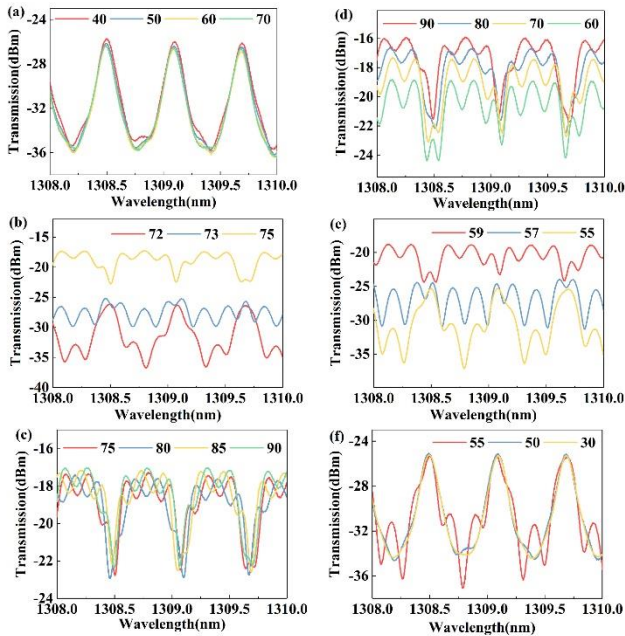 (a)
40 50 60 70
-24
-28
-32
-36
Transmission(dBm)
1308.0 1308.5 1309.0 1309.5 1310.0
Wavelength(nm)
(d)
90 80 70 60
-16
-18
-20
-22
-24
Transmission(dBm)
1308.0 1308.5 1309.0 1309.5 1310.0
Wavelength(nm)
(b)
72 73 75
-15
-20
-25
-30
-35
-40
Transmission(dBm)
1308.0 1308.5 1309.0 1309.5 1310.0
Wavelength(nm)
(e)
59 57 55
-20
-25
-30
-35
Transmission(dBm)
1308.0 1308.5 1309.0 1309.5 1310.0
Wavelength(nm)
(c)
75 80 85 90
-16
-18
-20
-22
-24
Transmission(dBm)
1308.0 1308.5 1309.0 1309.5 1310.0
Wavelength(nm)
(f)
55 50 30
-24
-28
-32
-36
Transmission(dBm)
1308.0 1308.5 1309.0 1309.5 1310.0
Wavelength(nm)